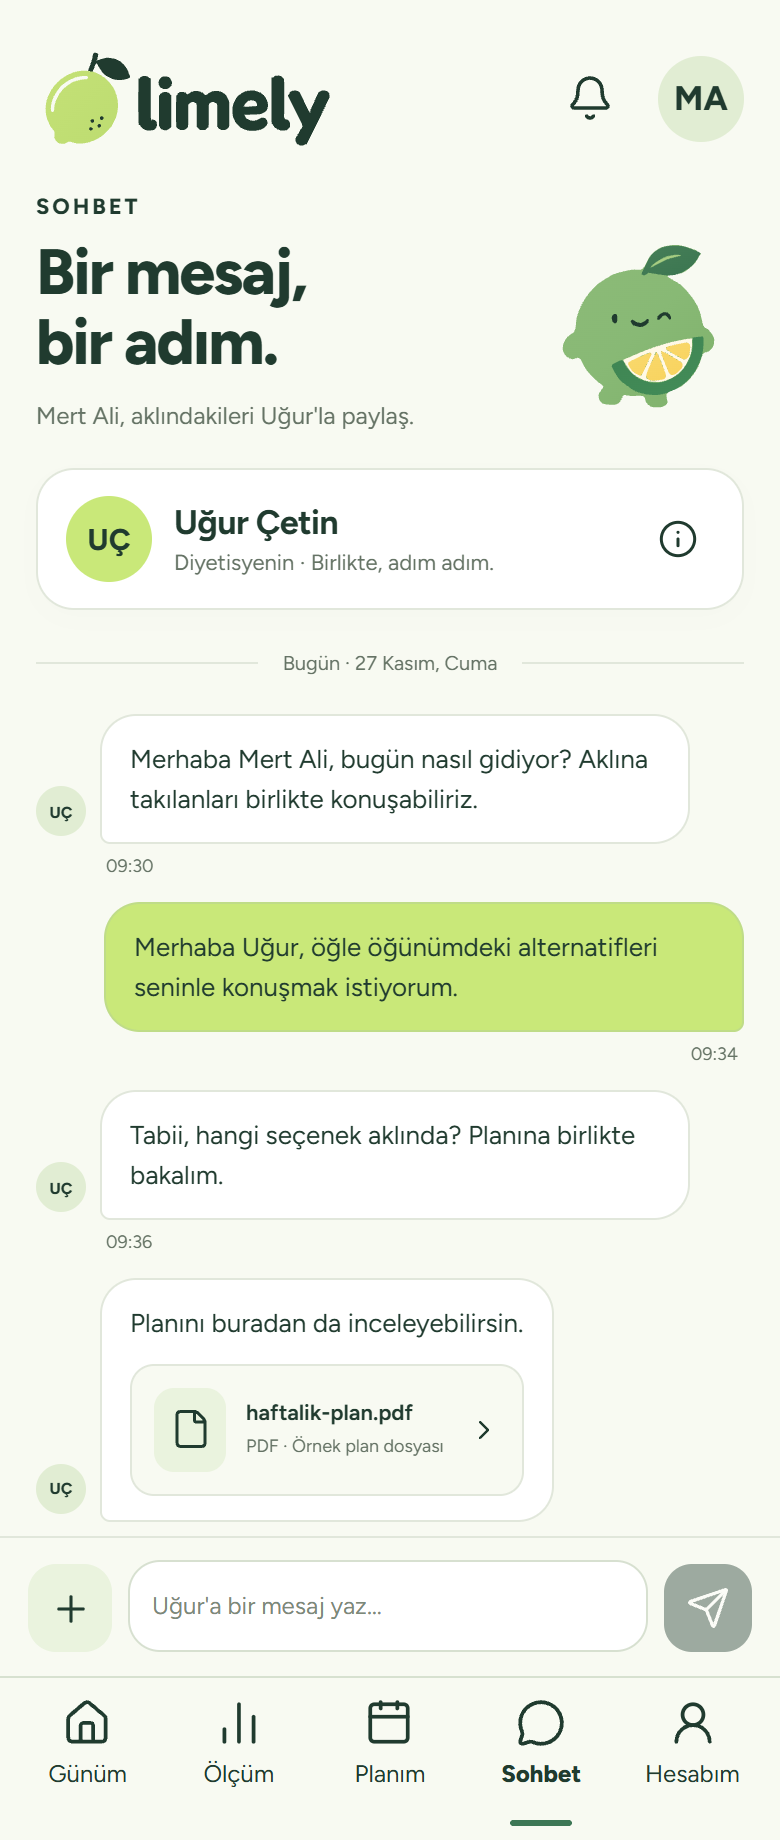 limely
MA
SOHBET
Bir mesaj,
bir adım.
Mert Ali, aklındakileri Uğur'la paylaş.
UÇ
Uğur Çetin
Diyetisyenin · Birlikte, adım adım.
Bugün · 27 Kasım, Cuma
Merhaba Mert Ali, bugün nasıl gidiyor? Aklına
takılanları birlikte konuşabiliriz.
UÇ
09:30
Merhaba Uğur, öğle öğünümdeki alternatifleri
seninle konuşmak istiyorum.
09:34
Tabii, hangi seçenek aklında? Planına birlikte
bakalım.
UÇ
09:36
Planını buradan da inceleyebilirsin.
haftalik-plan.pdf
PDF · Örnek plan dosyası
UÇ
Uğur'a bir mesaj yaz...
Günüm
Ölçüm
Planım
Sohbet
Hesabım